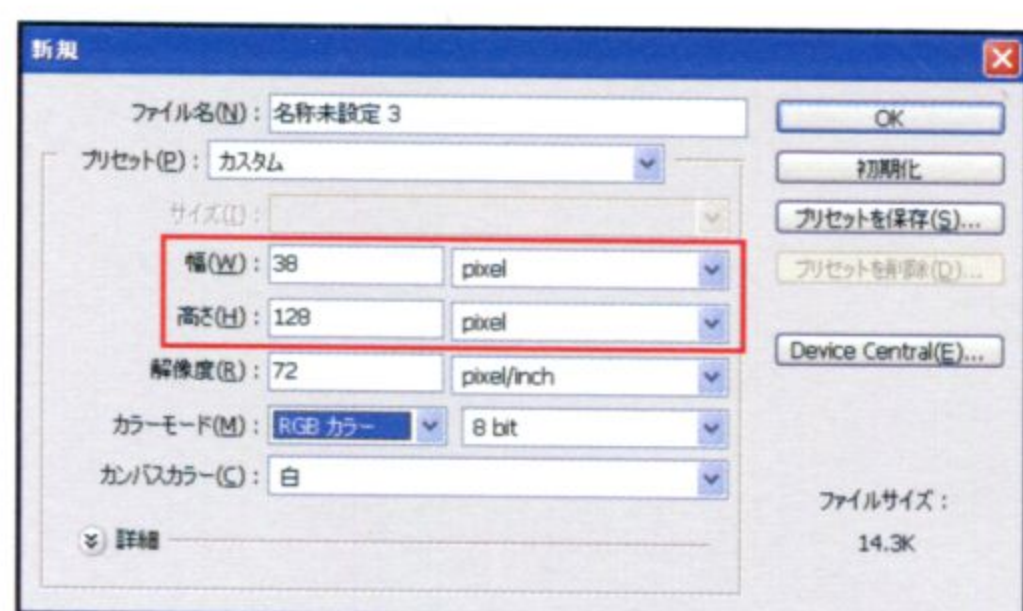 新規
ファイル名(N): 名称未設定 3
OK
プリセット(P): カスタム
初期化
サイズ(I):
プリセットを保存(S)...
幅(W): 38 pixel
プリセットを削除(D)...
高さ(H): 128 pixel
Device Central(E)...
解像度(R): 72 pixel/inch
カラーモード(M): RGB カラー 8 bit
カンバスカラー(C): 白
ファイルサイズ:
詳細
14.3K